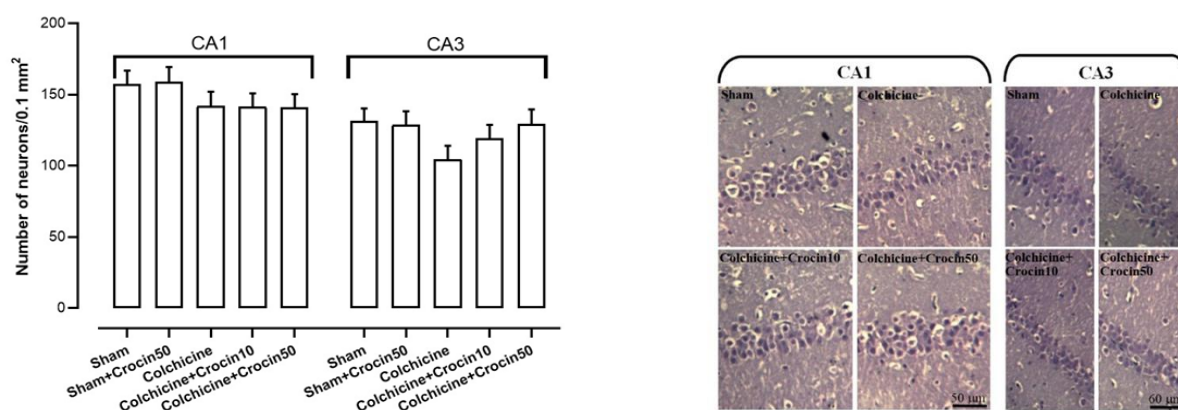 Number of neurons/0.1 mm²
200
150
100
50
0
CA1
CA3
Sham
Sham+Crocin50
Colchicine
Colchicine+Crocin10
Colchicine+Crocin50
Sham
Sham+Crocin50
Colchicine
Colchicine+Crocin10
Colchicine+Crocin50
CA1
CA3
Sham
Colchicine
Sham
Colchicine
Colchicine+Crocin10
Colchicine+Crocin50
Colchicine+
Crocin10
Colchicine+
Crocin50
50 µm
60 µm